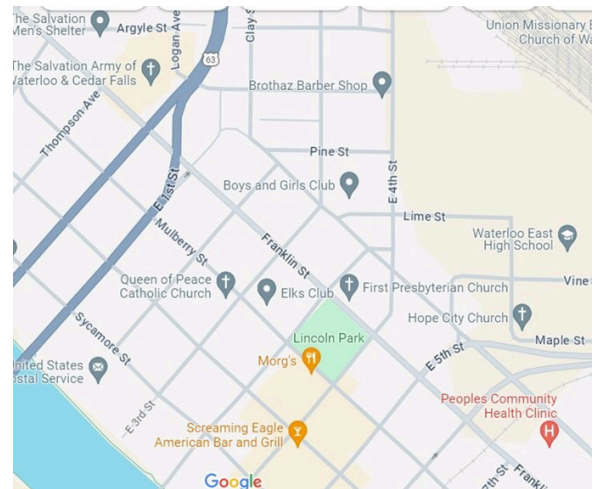 The Salvation
Men's Shelter
Argyle St
Logan Ave
Clay S
63
Union Missionary B
Church of Wa
The Salvation Army of
Waterloo & Cedar Falls
Brothaz Barber Shop
Thompson Ave
E 1st St
Pine St
Boys and Girls Club
E 4th St
Lime St
Mulberry St
Franklin St
Waterloo East
High School
Queen of Peace
Catholic Church
Elks Club
First Presbyterian Church
Vine
Hope City Church
Sycamore St
Lincoln Park
Maple St
Morg's
E 5th St
United States
ostal Service
E 3rd St
Peoples Community
Health Clinic
Screaming Eagle
American Bar and Grill
Google
7th St
Frankl